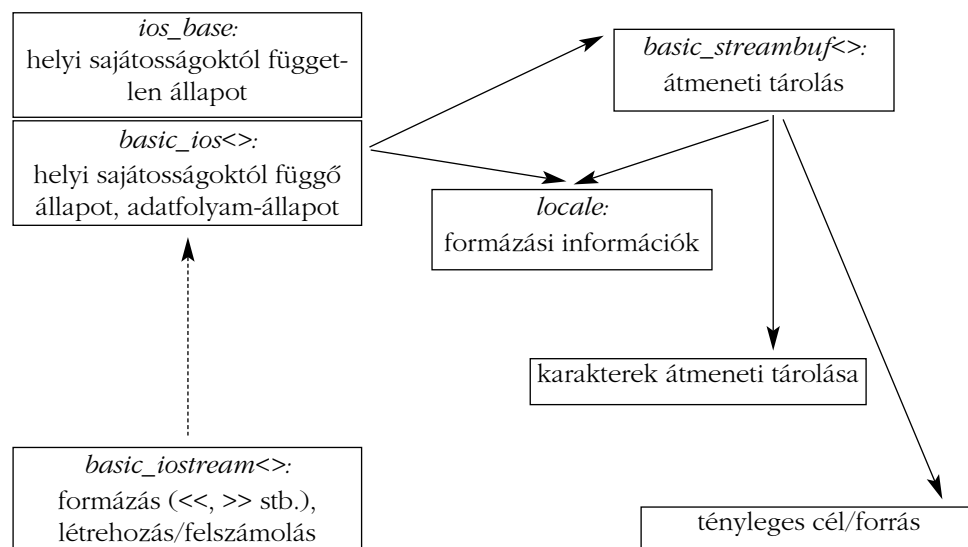 ios_base:
helyi sajátosságoktól függet-
len állapot
basic_ios<>:
helyi sajátosságoktól függő
állapot, adatfolyam-állapot
basic_streambuf<>:
átmeneti tárolás
locale:
formázási információk
karakterek átmeneti tárolása
basic_iostream<>:
formázás (<<, >> stb.),
létrehozás/felszámolás
tényleges cél/forrás